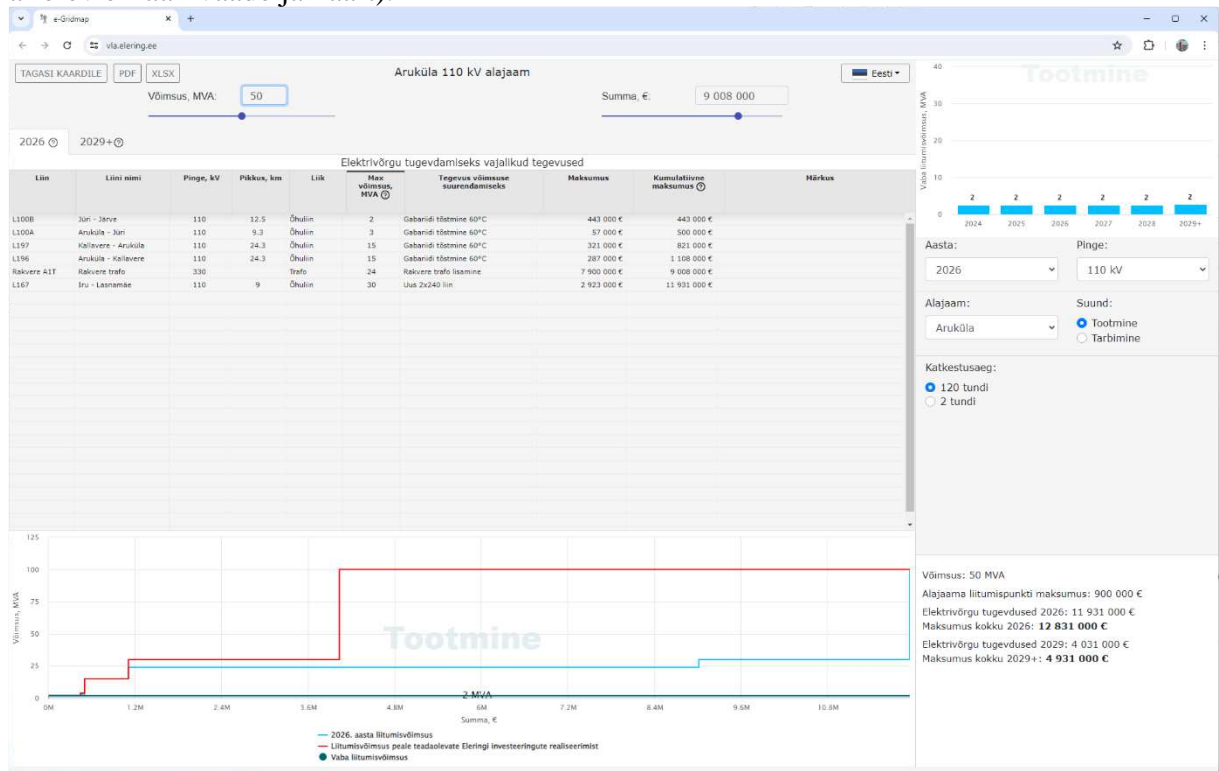 e-Gridmap
vla.elering.ee
TAGASI KAARDILE PDF XLSX
Aruküla 110 kV alajaam
Eesti
Võimsus, MVA: 50
Summa, €: 9 008 000
2026 2029+
Elektrivõrgu tugevdamiseks vajalikud tegevused
Liin Liini nimi Pinge, kV Pikkus, km Liik Max võimsus, MVA Tegevus võimsuse suurendamiseks Maksumus Kumulatiivne maksumus Märkus
L100B Jüri - Järve 110 12.5 Õhuliin 2 Gabariidi tõstmine 60°C 443 000 € 443 000 €
L100A Aruküla - Jüri 110 9.3 Õhuliin 3 Gabariidi tõstmine 60°C 57 000 € 500 000 €
L197 Kallavere - Aruküla 110 24.3 Õhuliin 15 Gabariidi tõstmine 60°C 321 000 € 821 000 €
L196 Aruküla - Kallavere 110 24.3 Õhuliin 15 Gabariidi tõstmine 60°C 287 000 € 1 108 000 €
Rakvere A1T Rakvere trafo 330 Trafo 24 Rakvere trafo lisamine 7 900 000 € 9 008 000 €
L167 Iru - Lasnamäe 110 9 Õhuliin 30 Uus 2x240 liin 2 923 000 € 11 931 000 €
125
100
75
50
25
0
Võimsus, MVA
Tootmine
2 MVA
0M 1.2M 2.4M 3.6M 4.8M 6M 7.2M 8.4M 9.6M 10.8M
Summa, €
2026. aasta liitumisvõimsus
Liitumisvõimsus peale teadaolevate Eleringi investeeringute realiseerimist
Vaba liitumisvõimsus
Tootmine
40
30
20
10
0
Vaba liitumisvõimsus, MVA
2 2 2 2 2 2
2024 2025 2026 2027 2028 2029+
Aasta: Pinge:
2026 110 kV
Alajaam: Suund:
Aruküla Tootmine
Tarbimine
Katkestusaeg:
120 tundi
2 tundi
Võimsus: 50 MVA
Alajaama liitumispunkti maksumus: 900 000 €
Elektrivõrgu tugevdused 2026: 11 931 000 €
Maksumus kokku 2026: 12 831 000 €
Elektrivõrgu tugevdused 2029: 4 031 000 €
Maksumus kokku 2029+: 4 931 000 €